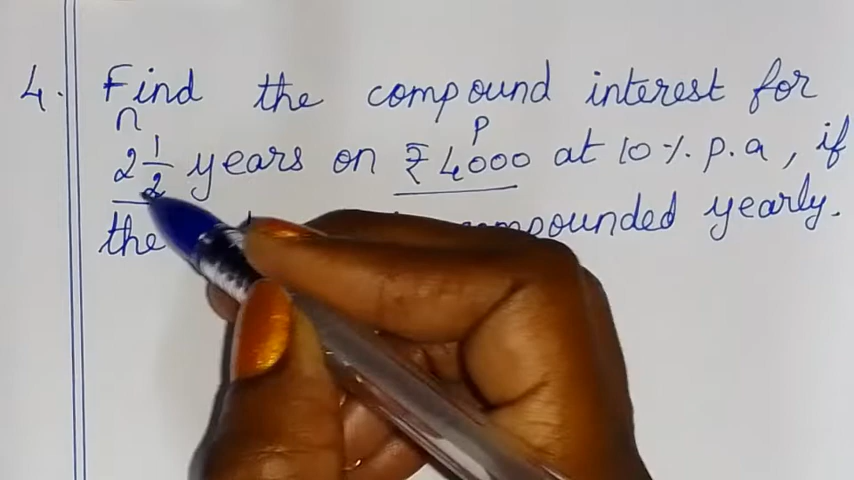 4. Find the compound interest for
n p
2 1/2 years on ₹ 4000 at 10 %. p.a, if
the compounded yearly.